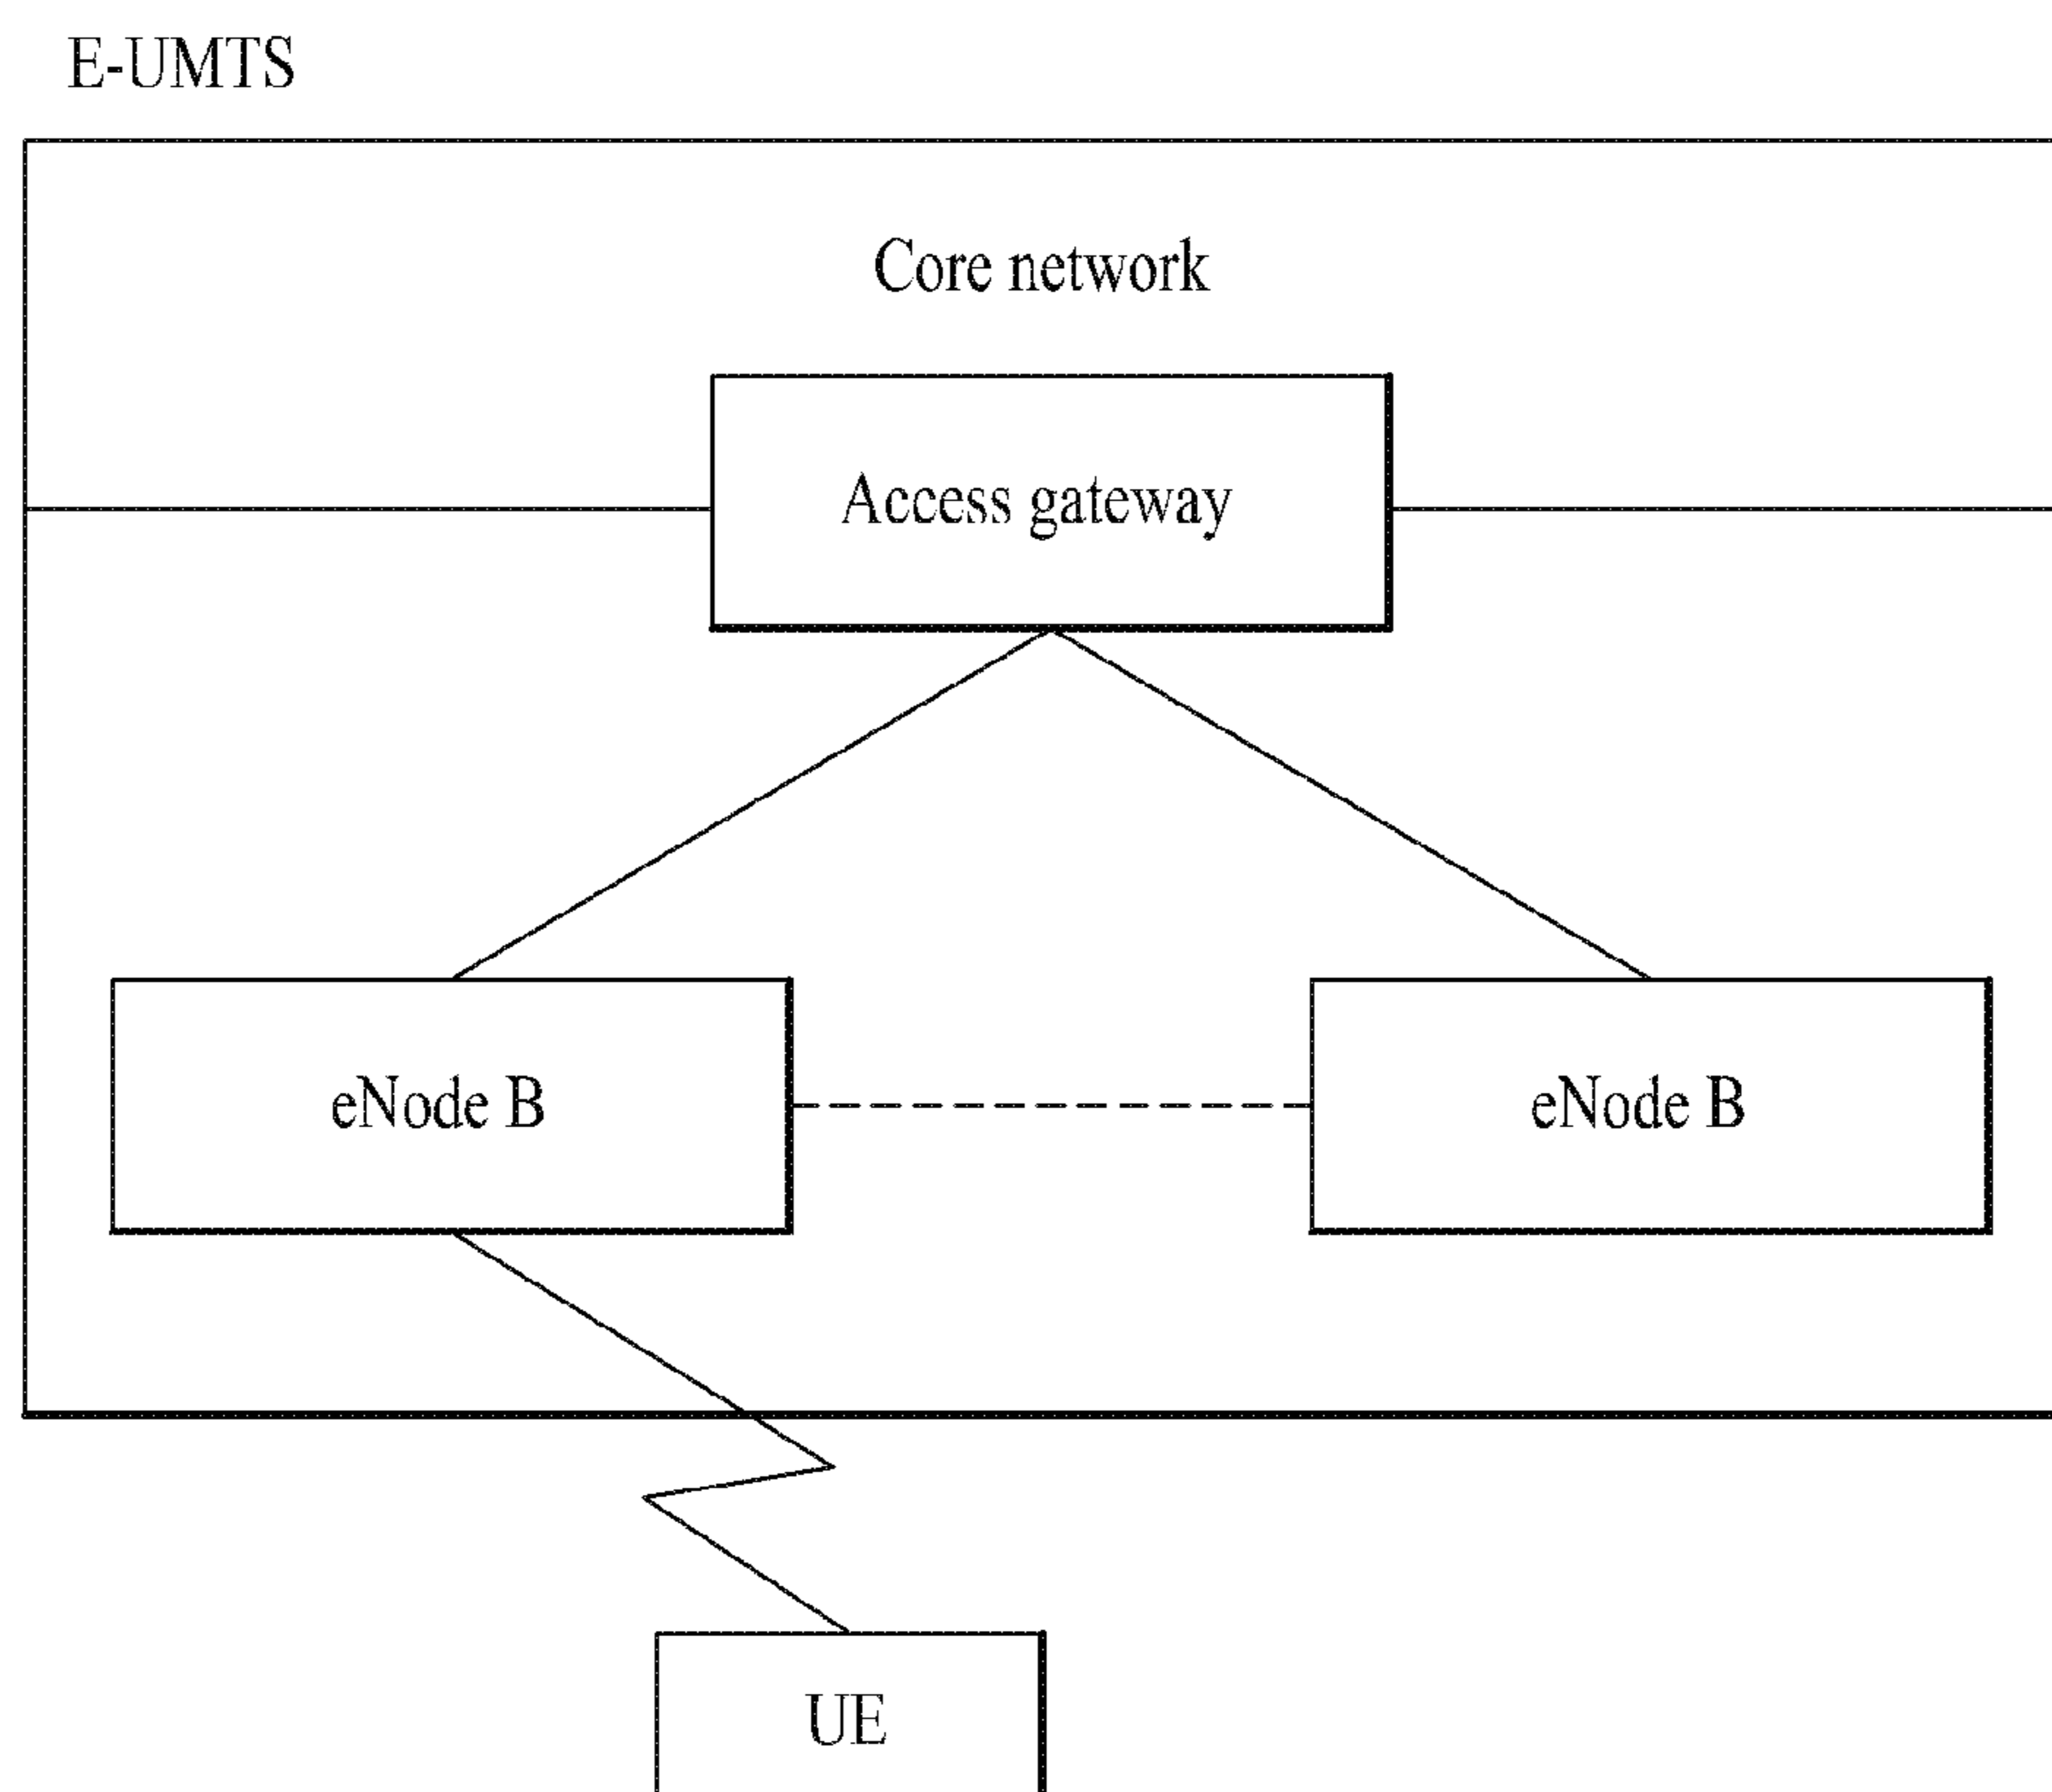 E-UMTS
Core network
Access gateway
eNode B
eNode B
UE